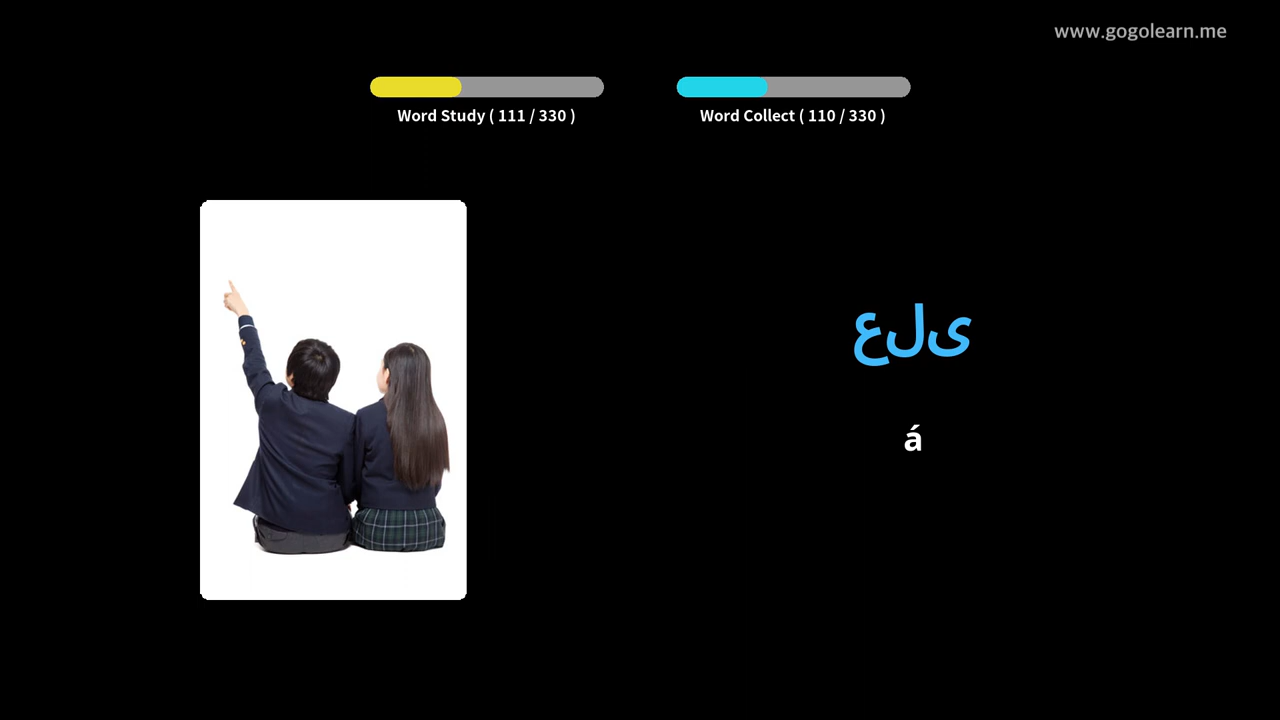 www.gogolearn.me
Word Study ( 111 / 330 )
Word Collect ( 110 / 330 )
على
á